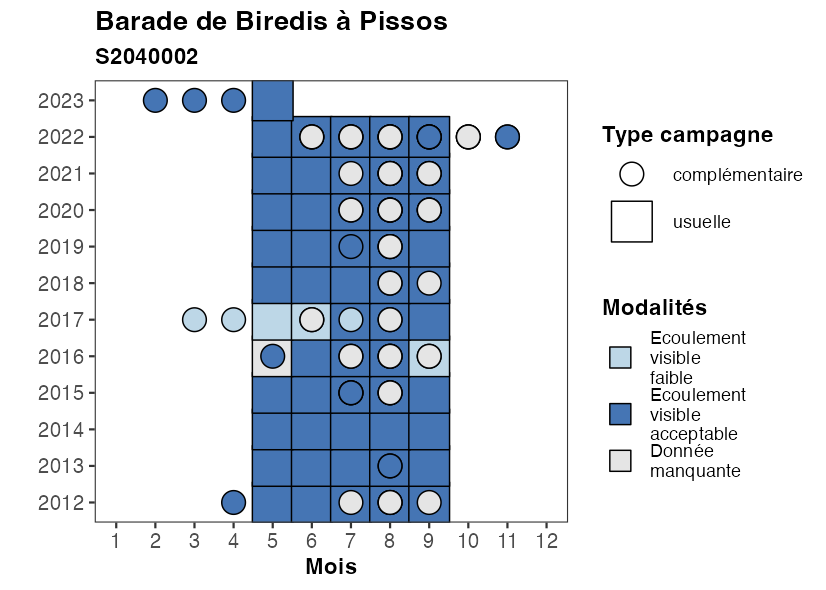 Barade de Biredis à Pissos
S2040002
2023
2022
2021
2020
2019
2018
2017
2016
2015
2014
2013
2012
1 2 3 4 5 6 7 8 9 10 11 12
Mois
Type campagne
complémentaire
usuelle
Modalités
Ecoulement
visible
faible
Ecoulement
visible
acceptable
Donnée
manquante